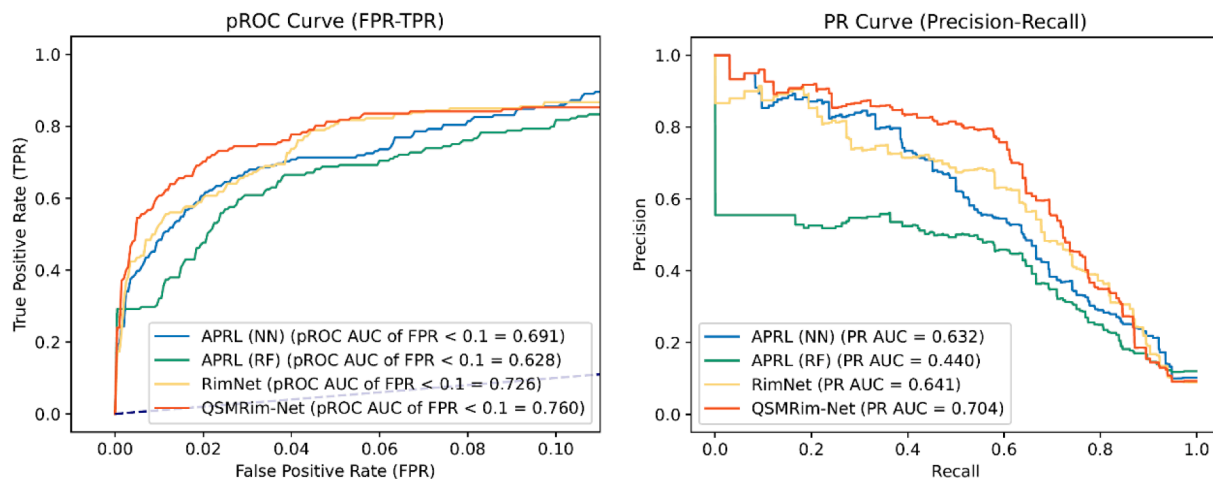 pROC Curve (FPR-TPR)
True Positive Rate (TPR)
1.0
0.8
0.6
0.4
0.2
0.0
APRL (NN) (pROC AUC of FPR < 0.1 = 0.691)
APRL (RF) (pROC AUC of FPR < 0.1 = 0.628)
RimNet (pROC AUC of FPR < 0.1 = 0.726)
QSMRim-Net (pROC AUC of FPR < 0.1 = 0.760)
0.00 0.02 0.04 0.06 0.08 0.10
False Positive Rate (FPR)
PR Curve (Precision-Recall)
Precision
1.0
0.8
0.6
0.4
0.2
0.0
APRL (NN) (PR AUC = 0.632)
APRL (RF) (PR AUC = 0.440)
RimNet (PR AUC = 0.641)
QSMRim-Net (PR AUC = 0.704)
0.0 0.2 0.4 0.6 0.8 1.0
Recall